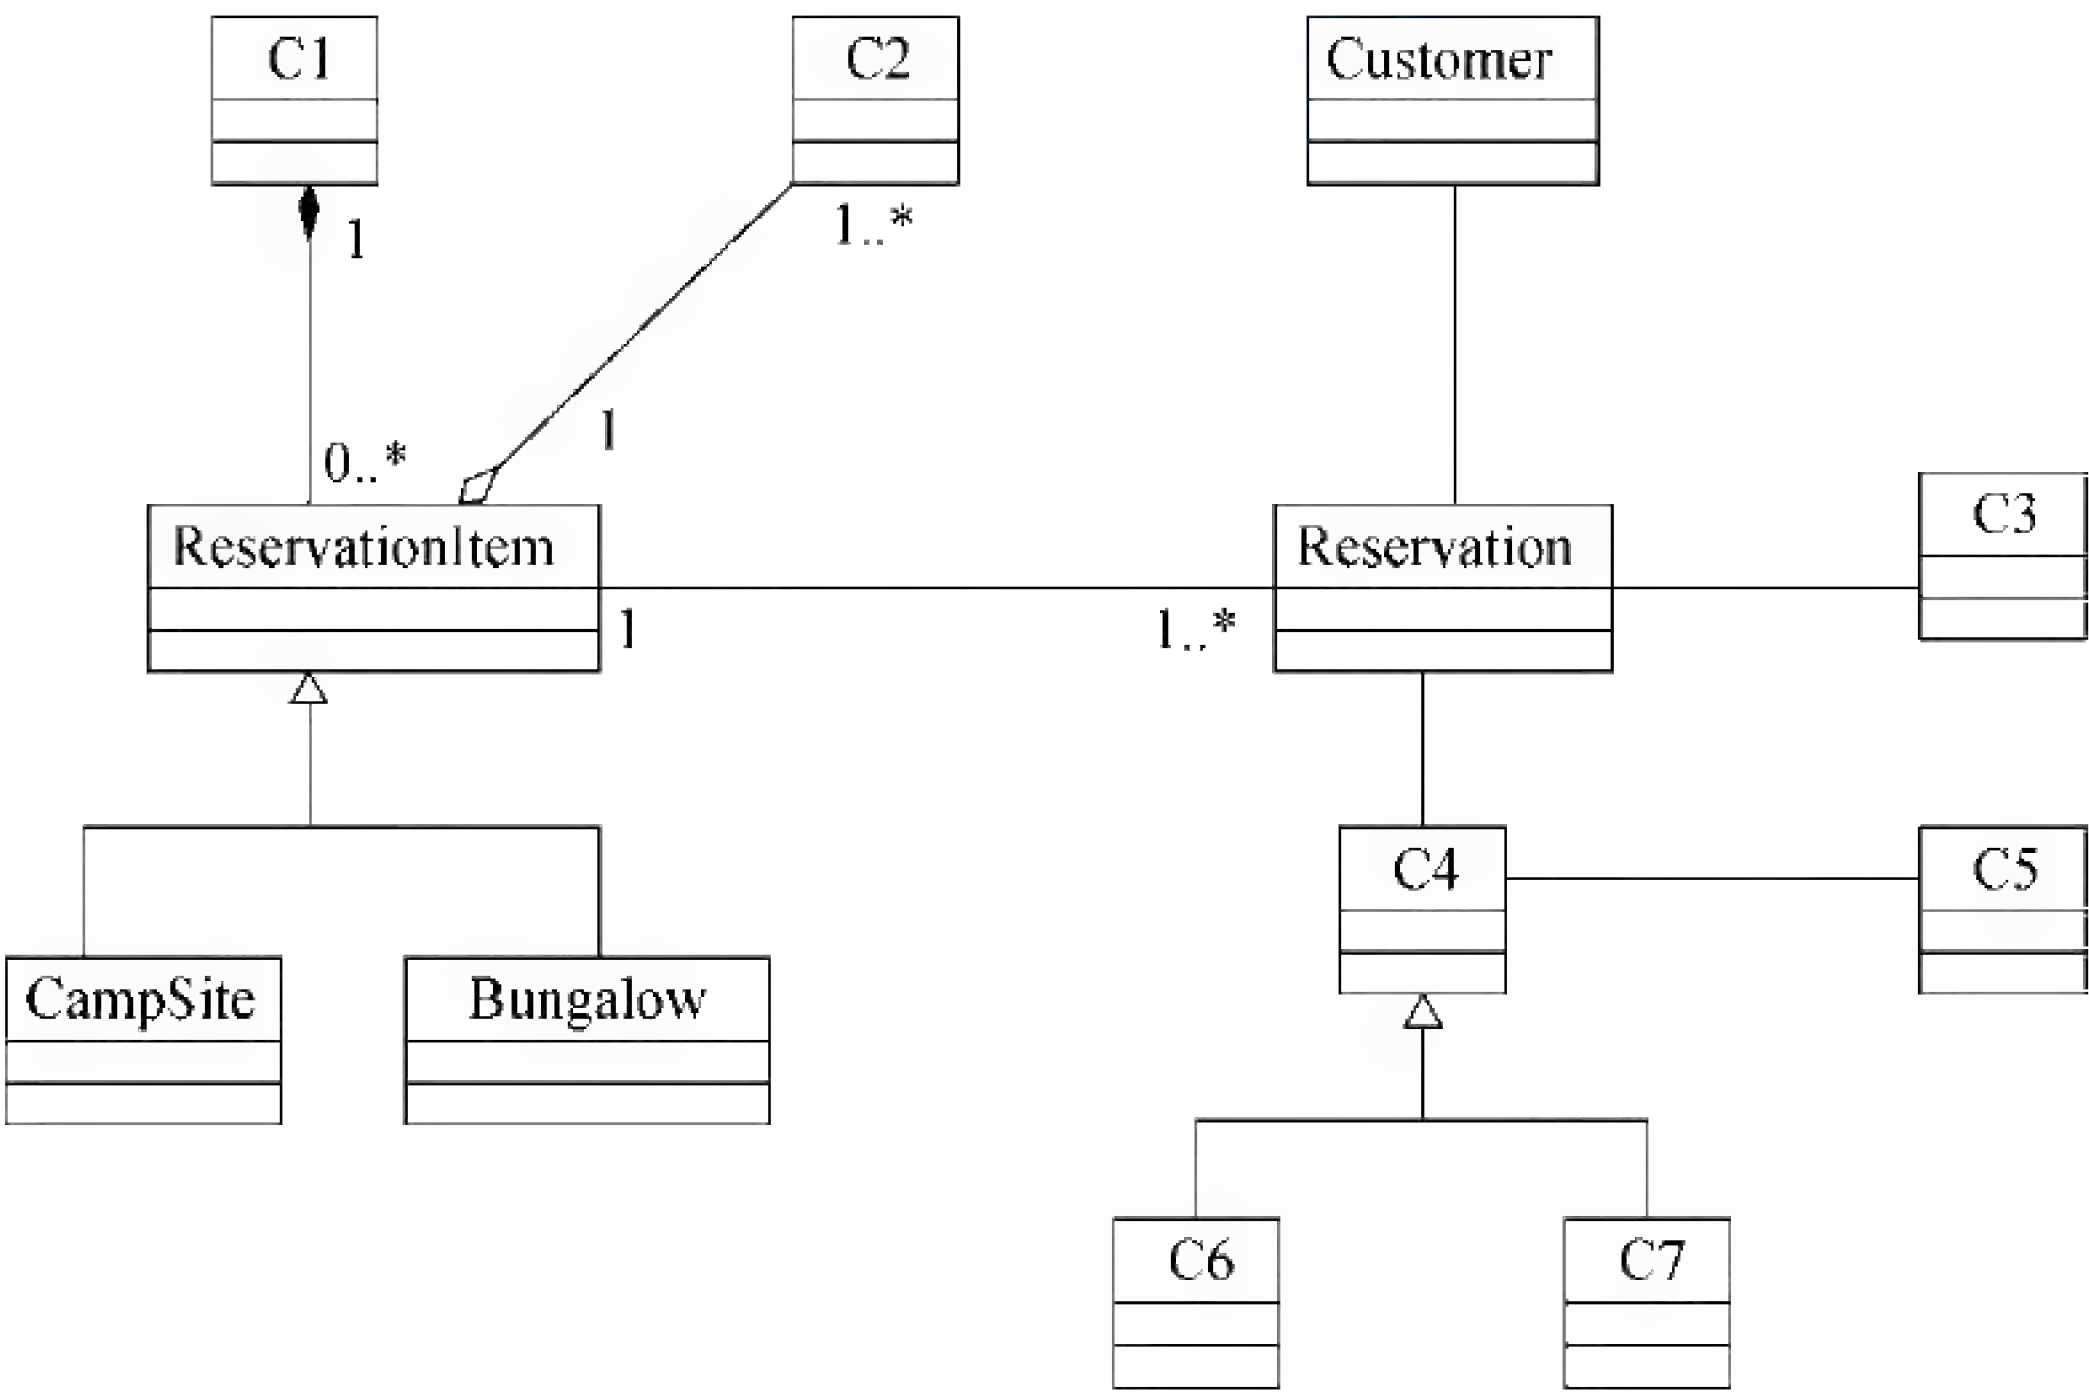 C1
C2
Customer
1
1..*
1
0..*
ReservationItem
Reservation
C3
1
1..*
C4
C5
CampSite
Bungalow
C6
C7